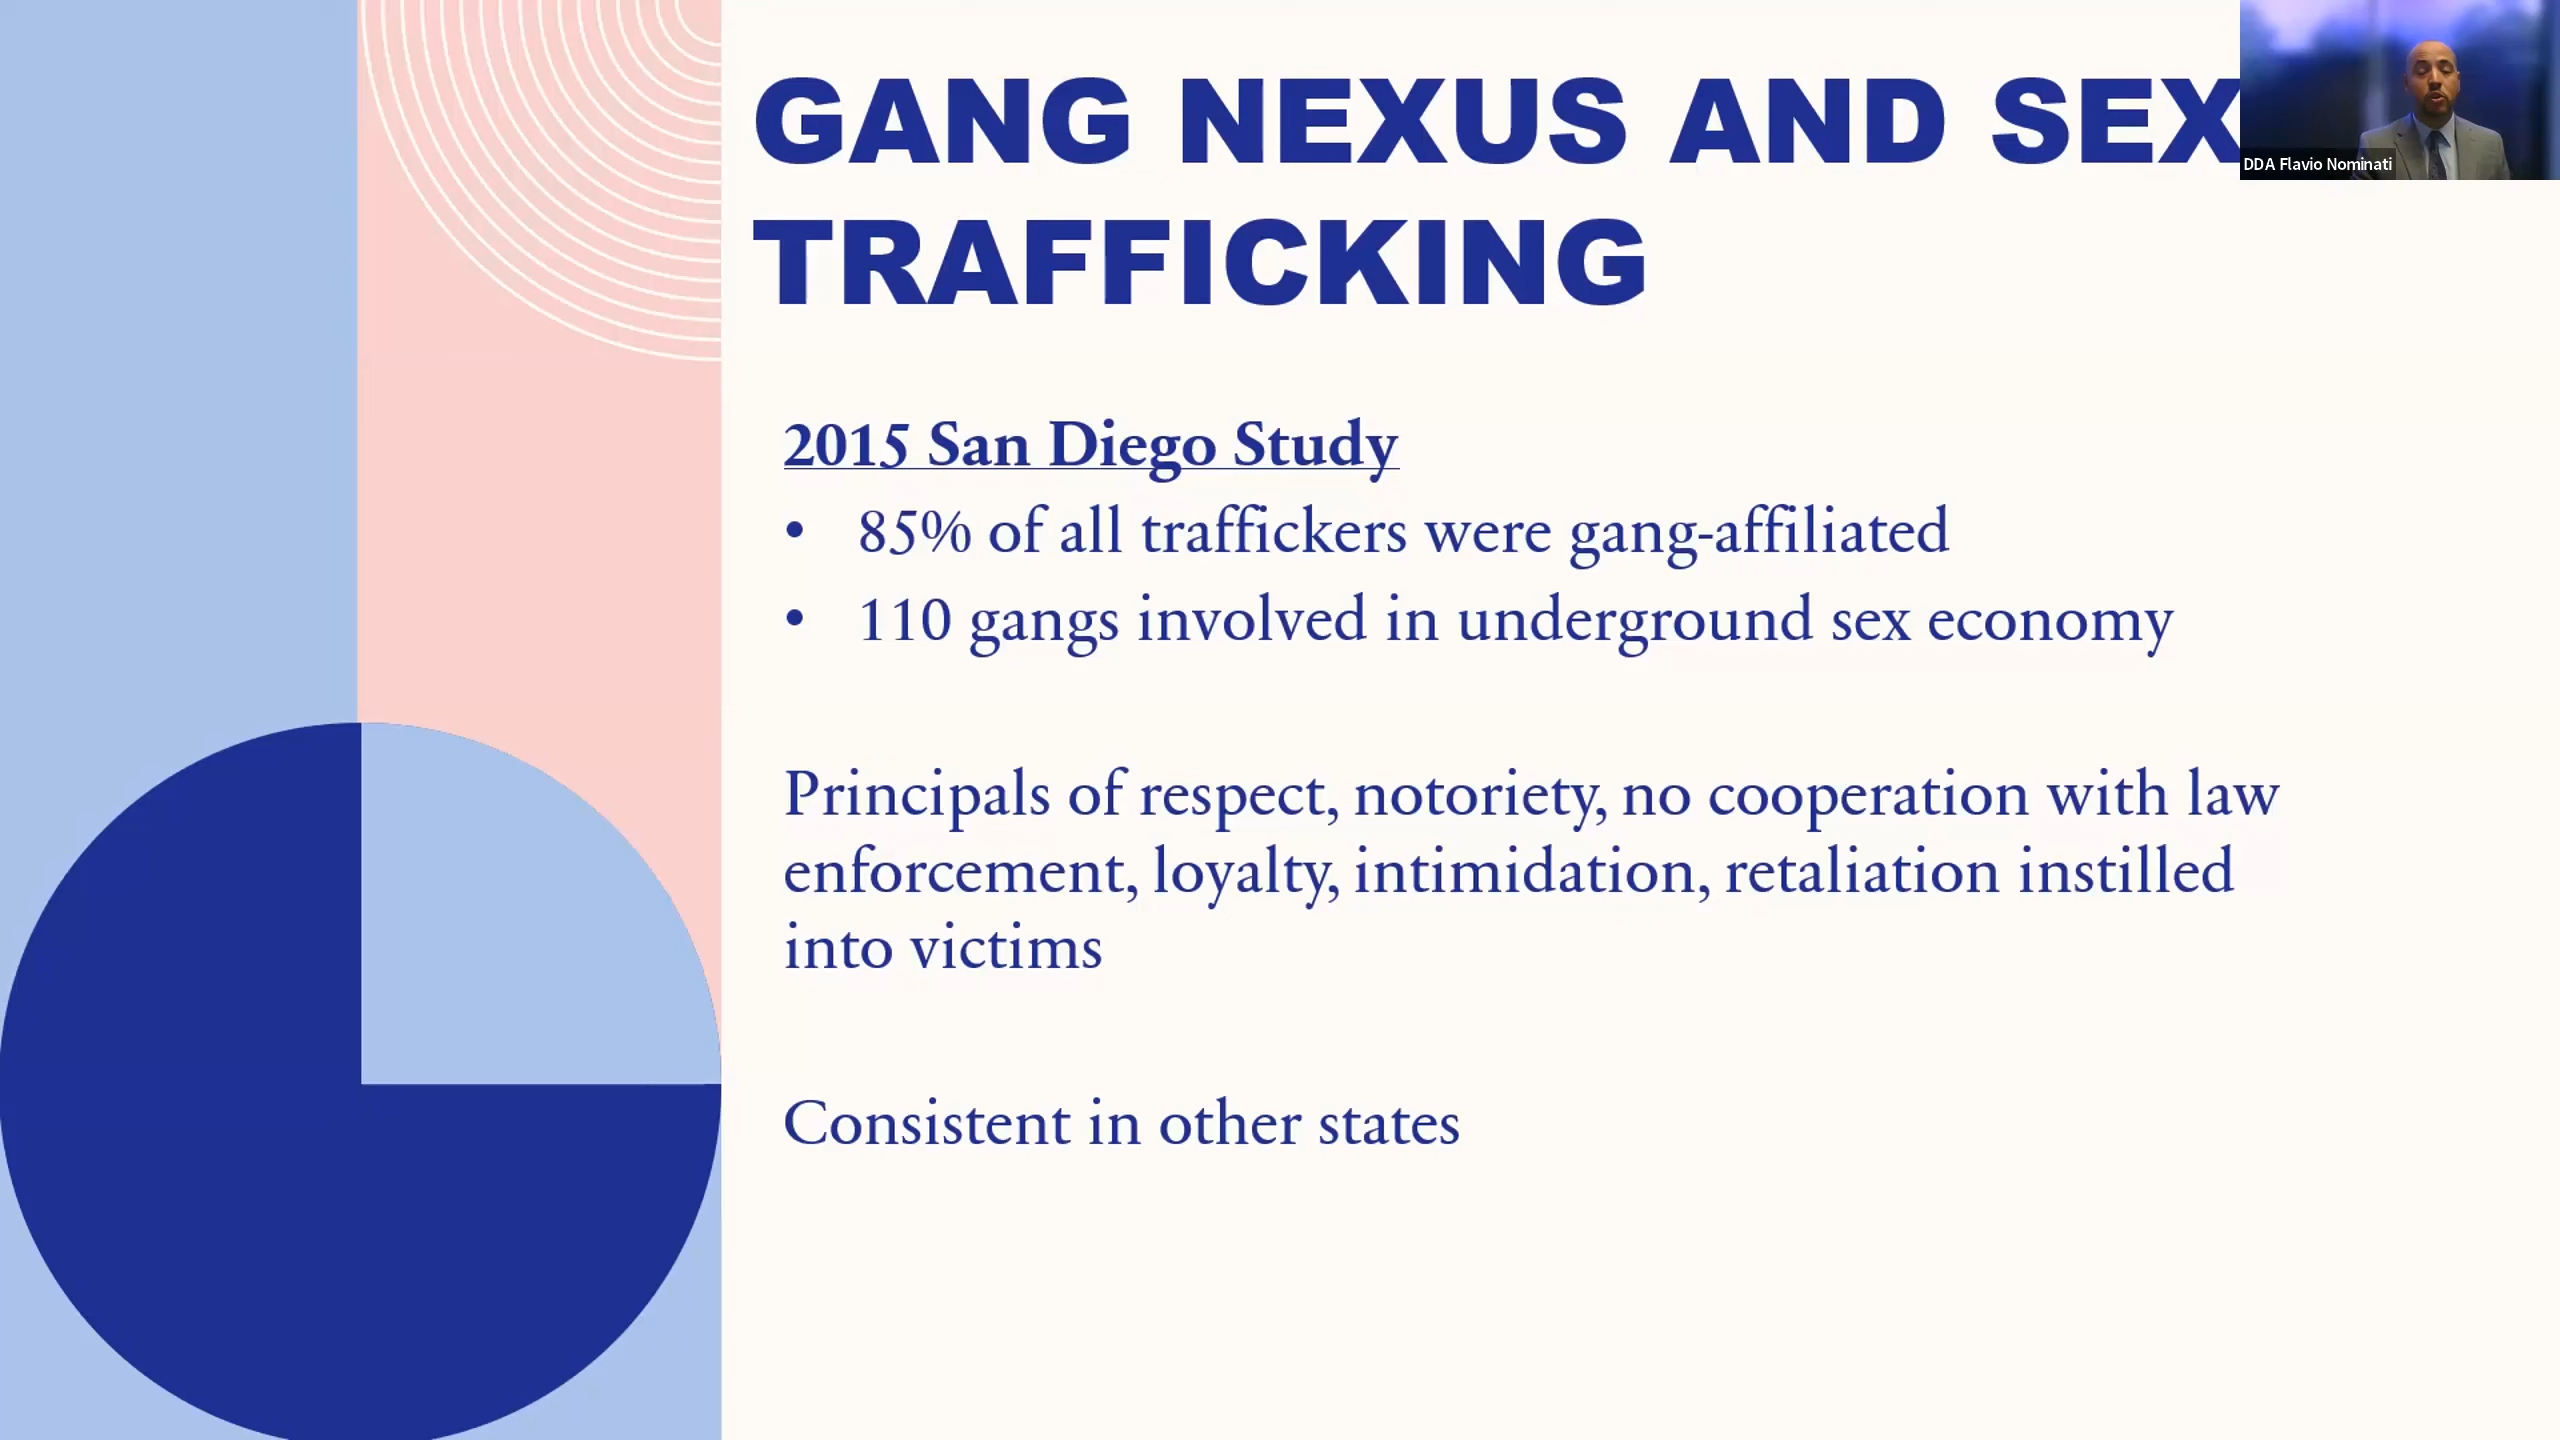 GANG NEXUS AND SEX
TRAFFICKING
DDA Flavio Nominati
2015 San Diego Study
• 85% of all traffickers were gang-affiliated
• 110 gangs involved in underground sex economy
Principals of respect, notoriety, no cooperation with law
enforcement, loyalty, intimidation, retaliation instilled
into victims
Consistent in other states